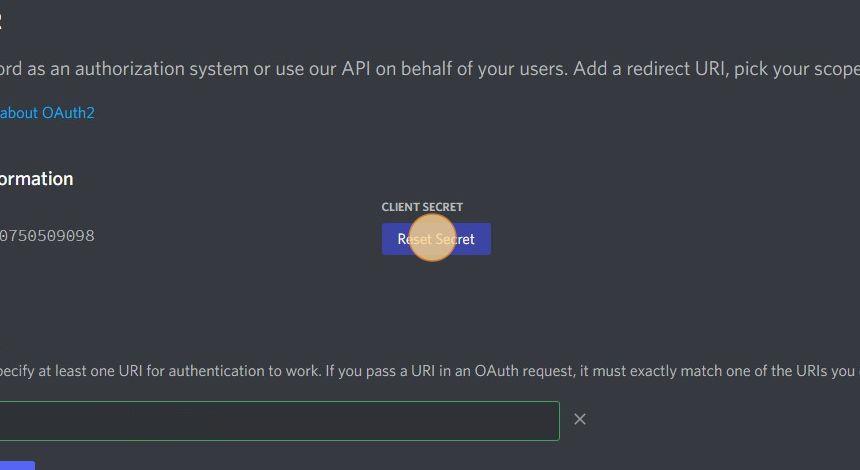 2
ord as an authorization system or use our API on behalf of your users. Add a redirect URI, pick your scope
about OAuth2
ormation
CLIENT SECRET
0750509098
Reset Secret
pecify at least one URI for authentication to work. If you pass a URI in an OAuth request, it must exactly match one of the URIs you